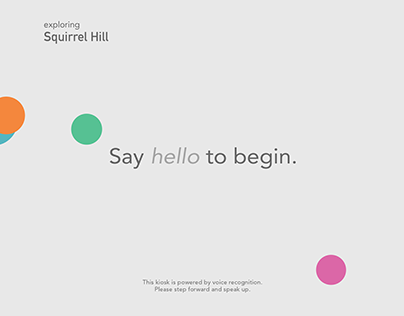 exploring
Squirrel Hill
Say hello to begin.
This kiosk is powered by voice recognition.
Please step forward and speak up.